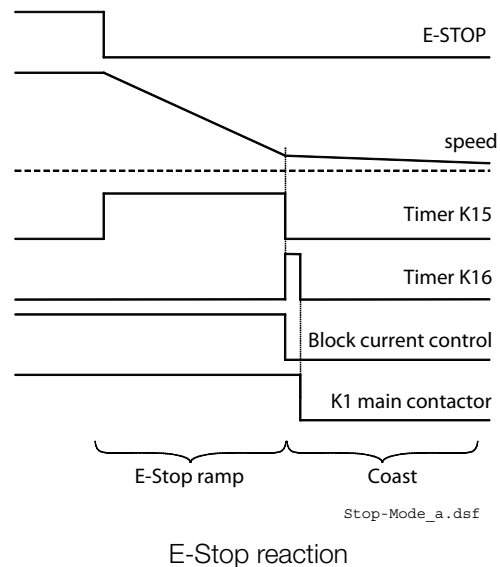 E-STOP
speed
Timer K15
Timer K16
Block current control
K1 main contactor
E-Stop ramp
Coast
Stop-Mode_a.dsf
E-Stop reaction